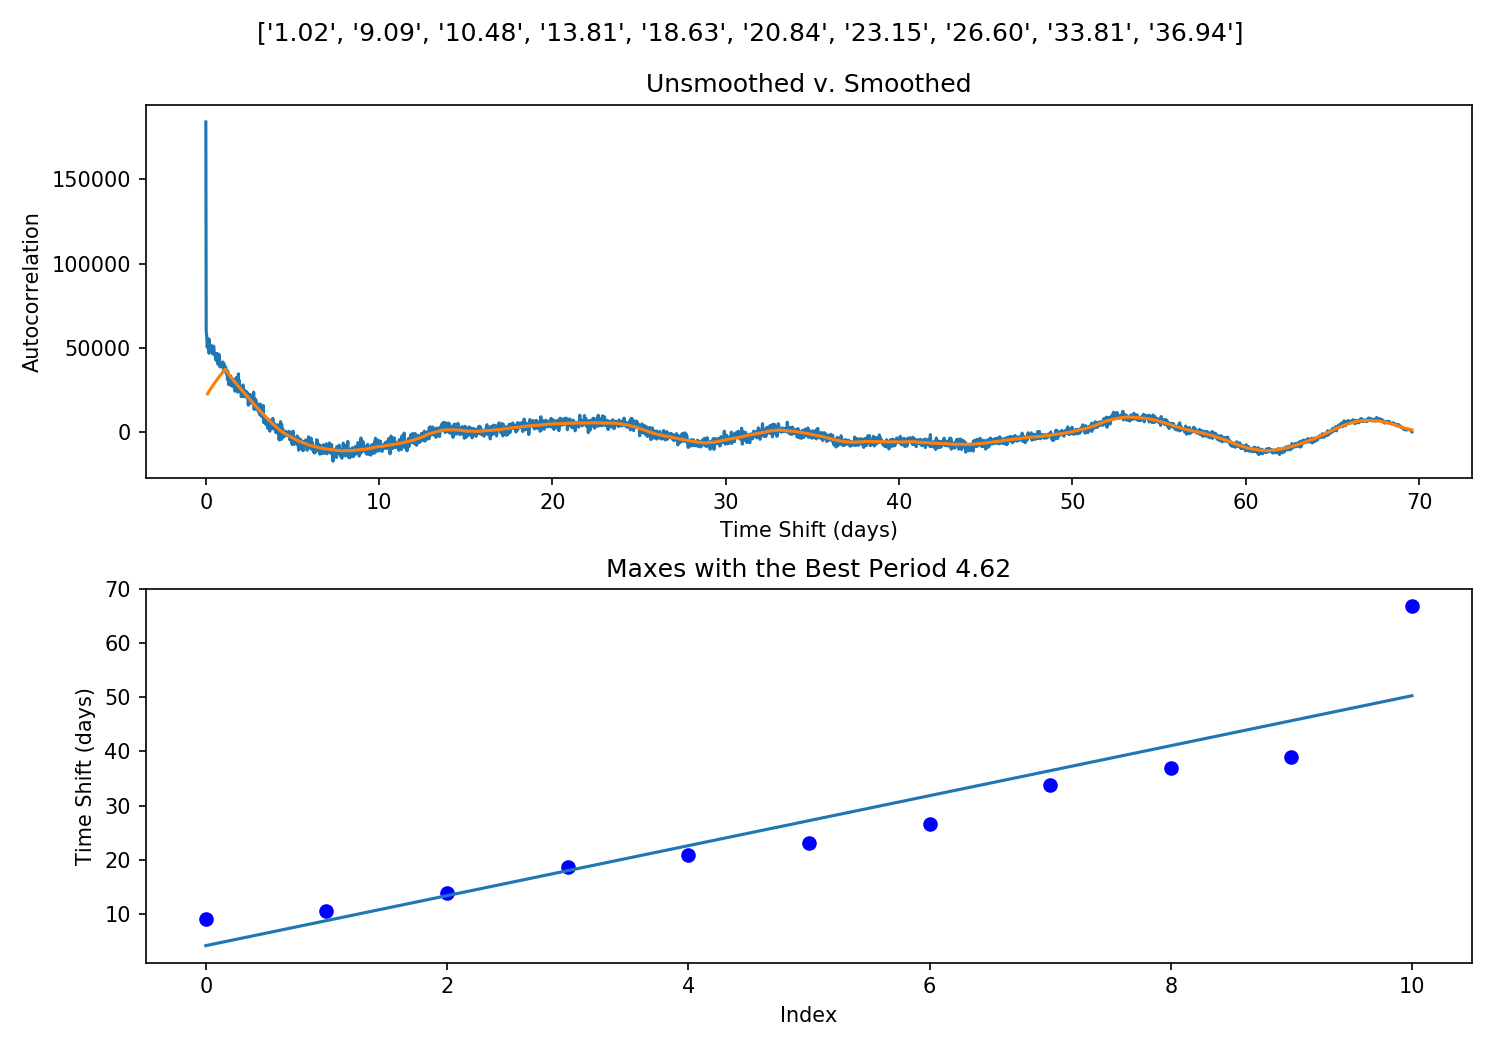 ['1.02', '9.09', '10.48', '13.81', '18.63', '20.84', '23.15', '26.60', '33.81', '36.94']
Unsmoothed v. Smoothed
Autocorrelation
150000
100000
50000
0
0 10 20 30 40 50 60 70
Time Shift (days)
Maxes with the Best Period 4.62
Time Shift (days)
70
60
50
40
30
20
10
0 2 4 6 8 10
Index